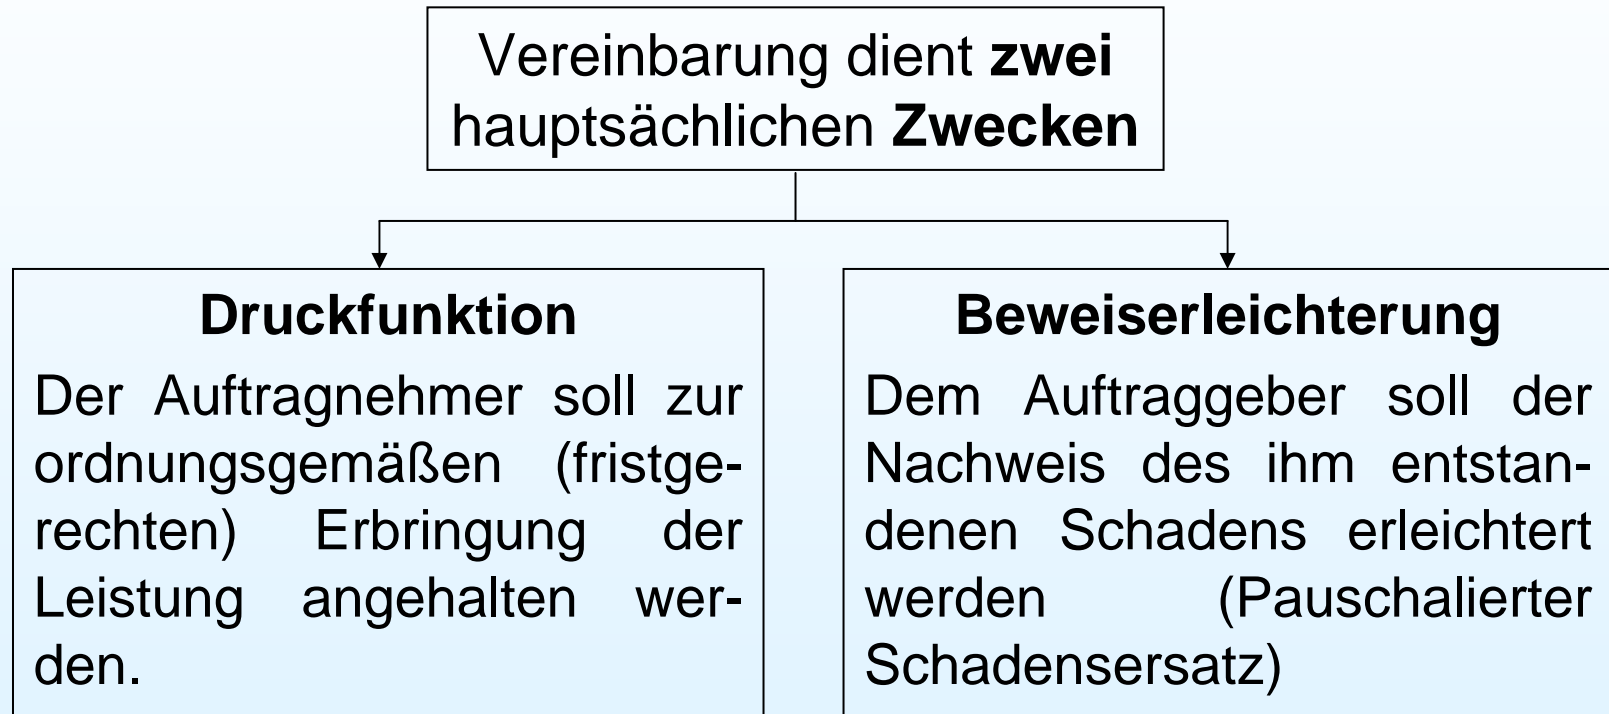 Vereinbarung dient zwei
hauptsächlichen Zwecken
Druckfunktion
Der Auftragnehmer soll zur
ordnungsgemäßen (fristge-
rechten) Erbringung der
Leistung angehalten wer-
den.
Beweiserleichterung
Dem Auftraggeber soll der
Nachweis des ihm entstan-
denen Schadens erleichtert
werden (Pauschalierter
Schadensersatz)